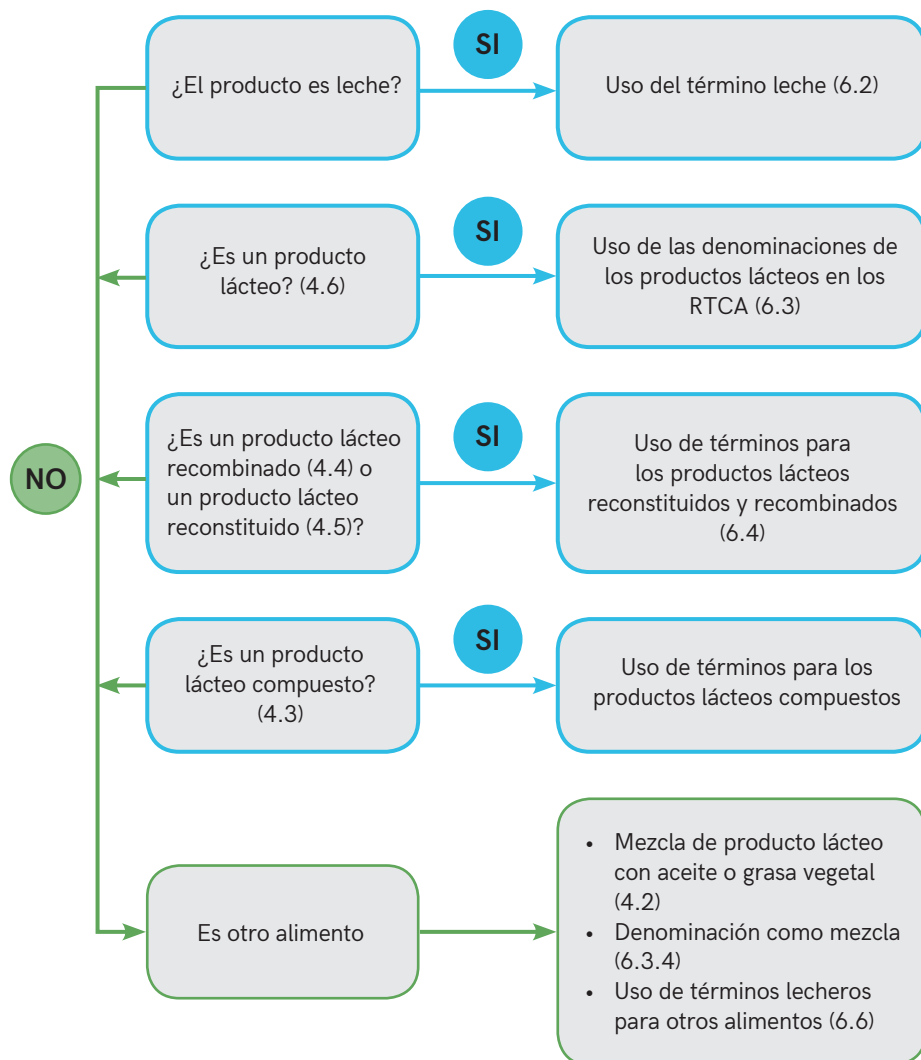 ¿El producto es leche?
SI
Uso del término leche (6.2)
¿Es un producto
lácteo? (4.6)
SI
Uso de las denominaciones de
los productos lácteos en los
RTCA (6.3)
NO
¿Es un producto lácteo
recombinado (4.4) o
un producto lácteo
reconstituido (4.5)?
SI
Uso de términos para
los productos lácteos
reconstituidos y recombinados
(6.4)
¿Es un producto
lácteo compuesto?
(4.3)
SI
Uso de términos para los
productos lácteos compuestos
Es otro alimento
• Mezcla de producto lácteo
con aceite o grasa vegetal
(4.2)
• Denominación como mezcla
(6.3.4)
• Uso de términos lecheros
para otros alimentos (6.6)